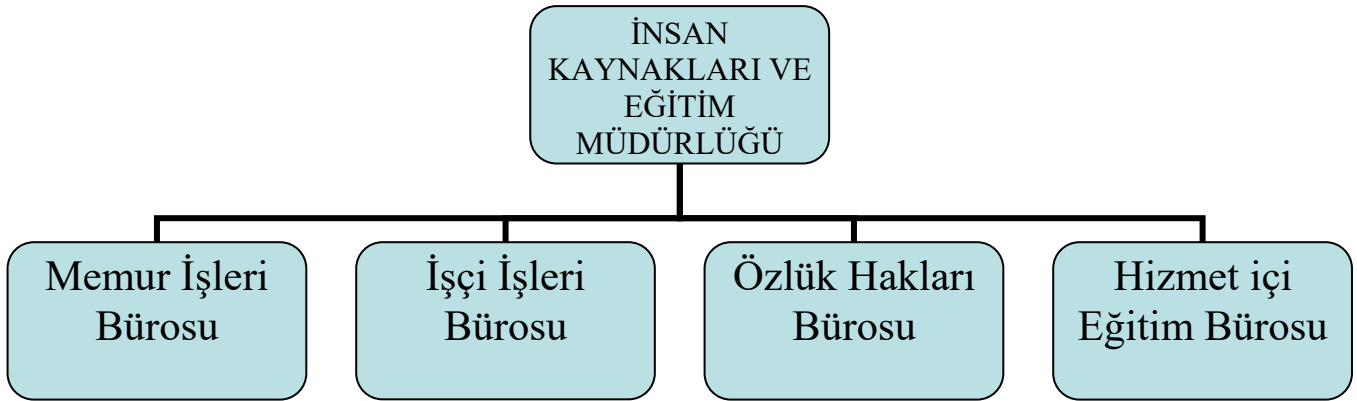 İNSAN
KAYNAKLARI VE
EĞİTİM
MÜDÜRLÜĞÜ
Memur İşleri
Bürosu
İşçi İşleri
Bürosu
Özlük Hakları
Bürosu
Hizmet içi
Eğitim Bürosu